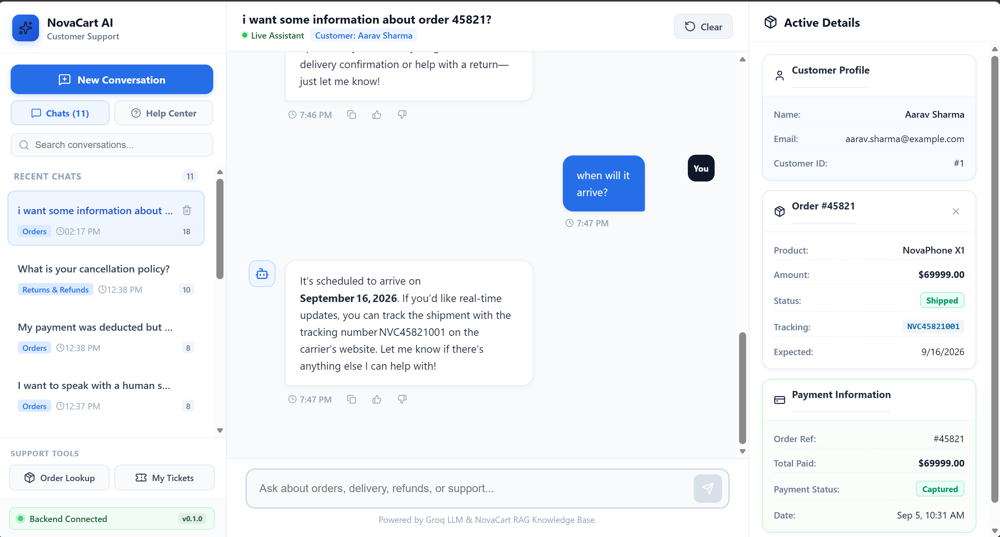 NovaCart AI
Customer Support
New Conversation
Chats (11)
Help Center
Search conversations...
RECENT CHATS
11
i want some information about ...
Orders
02:17 PM
18
What is your cancellation policy?
Returns & Refunds
12:38 PM
10
My payment was deducted but ...
Orders
12:38 PM
8
I want to speak with a human s...
Orders
12:37 PM
8
SUPPORT TOOLS
Order Lookup
My Tickets
Backend Connected
v0.1.0
i want some information about order 45821?
Live Assistant
Customer: Aarav Sharma
Clear
delivery confirmation or help with a return—
just let me know!
7:46 PM
You
when will it
arrive?
7:47 PM
It’s scheduled to arrive on
September 16, 2026. If you’d like real-time
updates, you can track the shipment with the
tracking number NVC45821001 on the
carrier’s website. Let me know if there’s
anything else I can help with!
7:47 PM
Ask about orders, delivery, refunds, or support...
Powered by Groq LLM & NovaCart RAG Knowledge Base.
Active Details
Customer Profile
Name: Aarav Sharma
Email: aarav.sharma@example.com
Customer ID: #1
Order #45821
Product: NovaPhone X1
Amount: $69999.00
Status: Shipped
Tracking: NVC45821001
Expected: 9/16/2026
Payment Information
Order Ref: #45821
Total Paid: $69999.00
Payment Status: Captured
Date: Sep 5, 10:31 AM